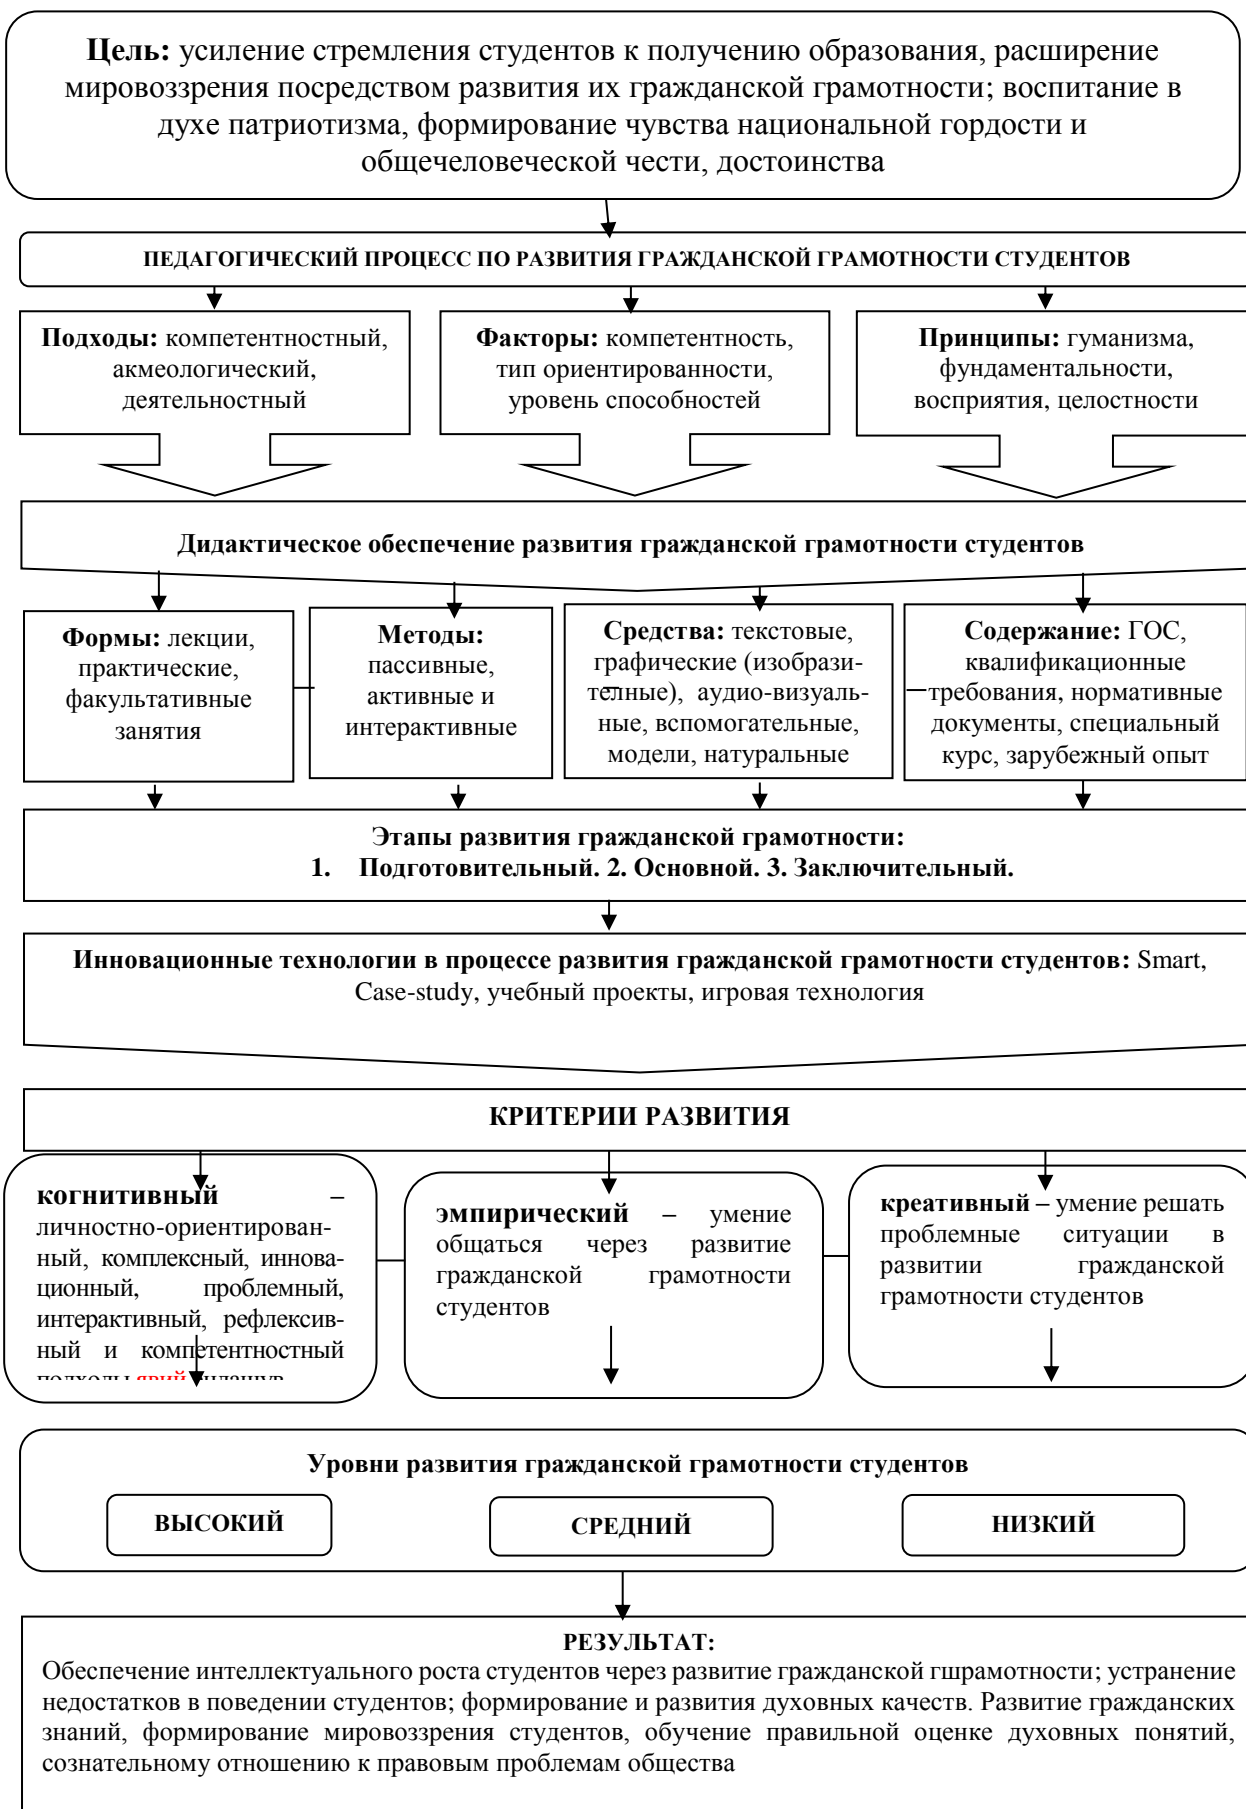 Цель: усиление стремления студентов к получению образования, расширение
мировоззрения посредством развития их гражданской грамотности; воспитание в
духе патриотизма, формирование чувства национальной гордости и
общечеловеческой чести, достоинства
ПЕДАГОГИЧЕСКИЙ ПРОЦЕСС ПО РАЗВИТИЯ ГРАЖДАНСКОЙ ГРАМОТНОСТИ СТУДЕНТОВ
Подходы: компетентностный,
акмеологический,
деятельностный
Факторы: компетентность,
тип ориентированности,
уровень способностей
Принципы: гуманизма,
фундаментальности,
восприятия, целостности
Дидактическое обеспечение развития гражданской грамотности студентов
Формы: лекции,
практические,
факультативные
занятия
Методы:
пассивные,
активные и
интерактивные
Средства: текстовые,
графические (изобрази-
телные), аудио-визуаль-
ные, вспомогательные,
модели, натуральные
Содержание: ГОС,
квалификационные
требования, нормативные
документы, специальный
курс, зарубежный опыт
Этапы развития гражданской грамотности:
1. Подготовительный. 2. Основной. 3. Заключительный.
Инновационные технологии в процессе развития гражданской грамотности студентов: Smart,
Case-study, учебный проекты, игровая технология
КРИТЕРИИ РАЗВИТИЯ
когнитивный –
личностно-ориентирован-
ный, комплексный, иннова-
ционный, проблемный,
интерактивный, рефлексив-
ный и компетентностный
подходы
эмпирический – умение
общаться через развитие
гражданской грамотности
студентов
креативный – умение решать
проблемные ситуации в
развитии гражданской
грамотности студентов
Уровни развития гражданской грамотности студентов
ВЫСОКИЙ
СРЕДНИЙ
НИЗКИЙ
РЕЗУЛЬТАТ:
Обеспечение интеллектуального роста студентов через развитие гражданской гшрамотности; устранение
недостатков в поведении студентов; формирование и развития духовных качеств. Развитие гражданских
знаний, формирование мировоззрения студентов, обучение правильной оценке духовных понятий,
сознательному отношению к правовым проблемам общества